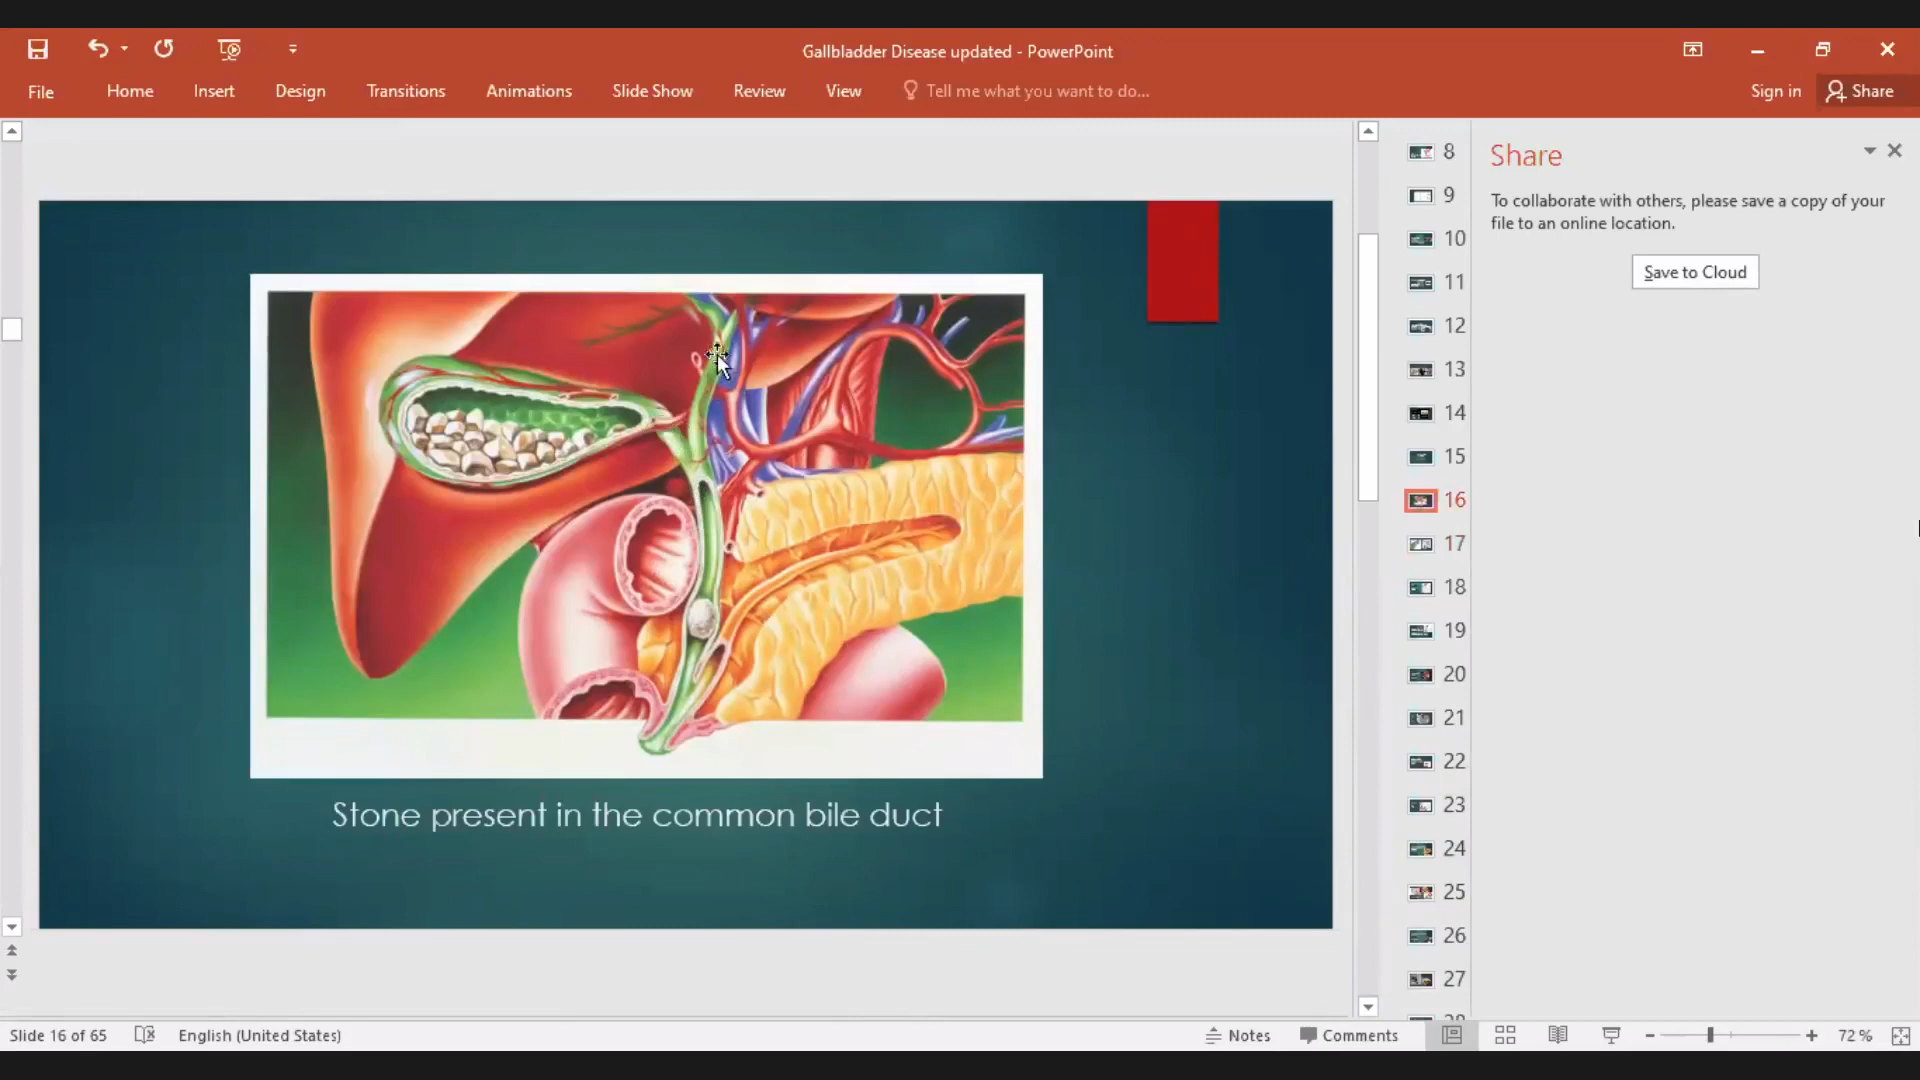 Gallbladder Disease updated - PowerPoint
File Home Insert Design Transitions Animations Slide Show Review View Tell me what you want to do... Sign in Share
8
9
10
11
12
13
14
15
16
17
18
19
20
21
22
23
24
25
26
27
Share
To collaborate with others, please save a copy of your
file to an online location.
Save to Cloud
Stone present in the common bile duct
Slide 16 of 65 English (United States) Notes Comments 72%